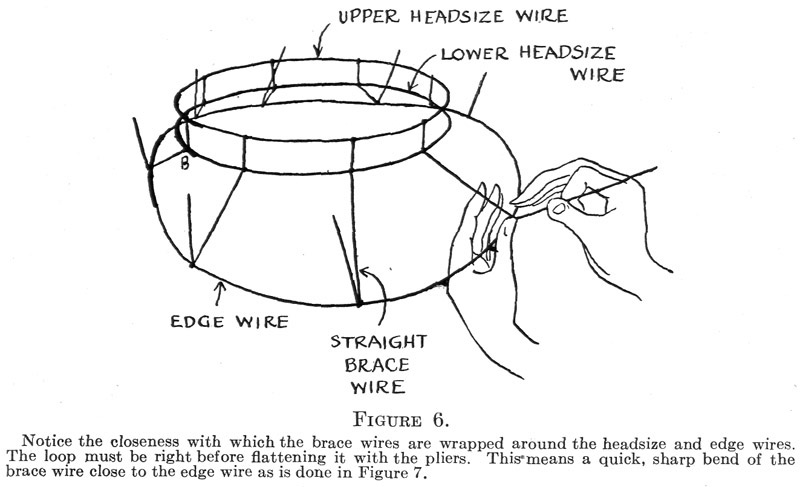 UPPER HEADSIZE WIRE
LOWER HEADSIZE
WIRE
B
EDGE WIRE
STRAIGHT
BRACE
WIRE
FIGURE 6.
Notice the closeness with which the brace wires are wrapped around the headsize and edge wires.
The loop must be right before flattening it with the pliers. This means a quick, sharp bend of the
brace wire close to the edge wire as is done in Figure 7.